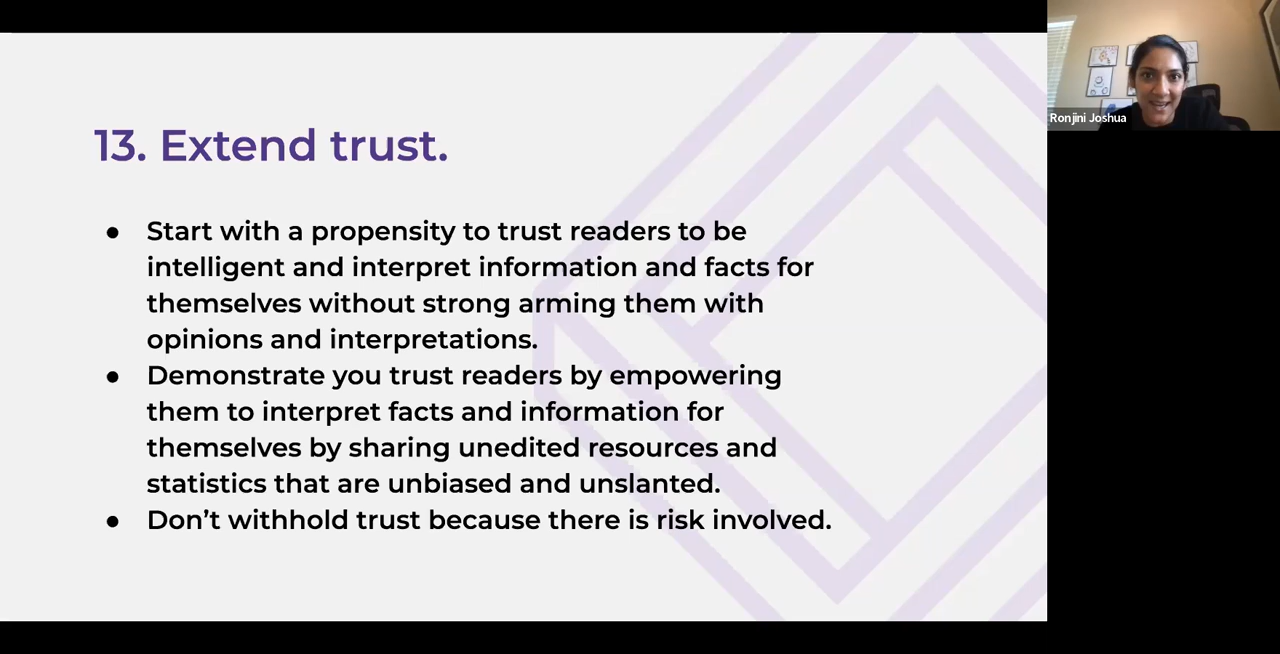 13. Extend trust.
● Start with a propensity to trust readers to be
intelligent and interpret information and facts for
themselves without strong arming them with
opinions and interpretations.
● Demonstrate you trust readers by empowering
them to interpret facts and information for
themselves by sharing unedited resources and
statistics that are unbiased and unslanted.
● Don’t withhold trust because there is risk involved.
Ronjini Joshua